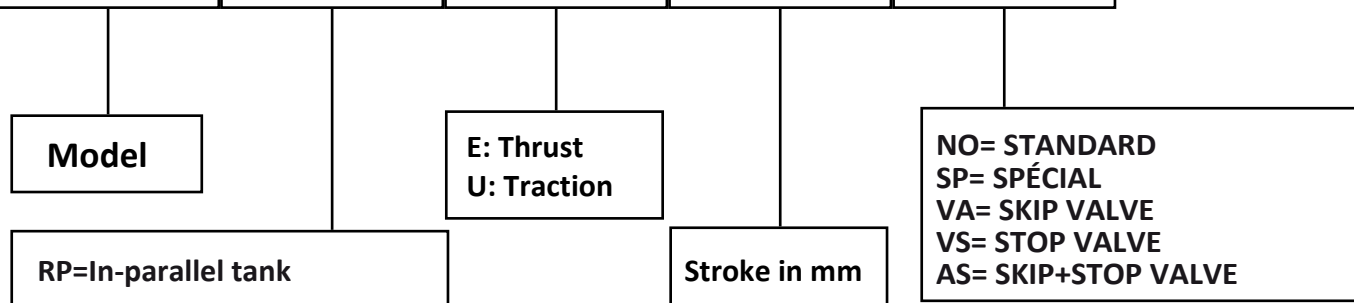 Model
E: Thrust
U: Traction
NO= STANDARD
SP= SPÉCIAL
VA= SKIP VALVE
VS= STOP VALVE
AS= SKIP+STOP VALVE
RP=In-parallel tank
Stroke in mm